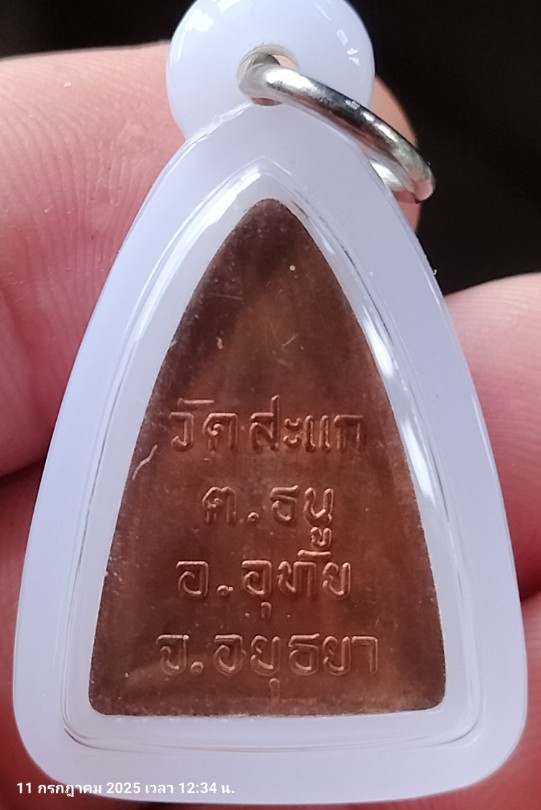 วัดสะแก
ต.ธนู
อ.อุทัย
จ.อยุธยา
11 กรกฎาคม 2025 เวลา 12:34 น.